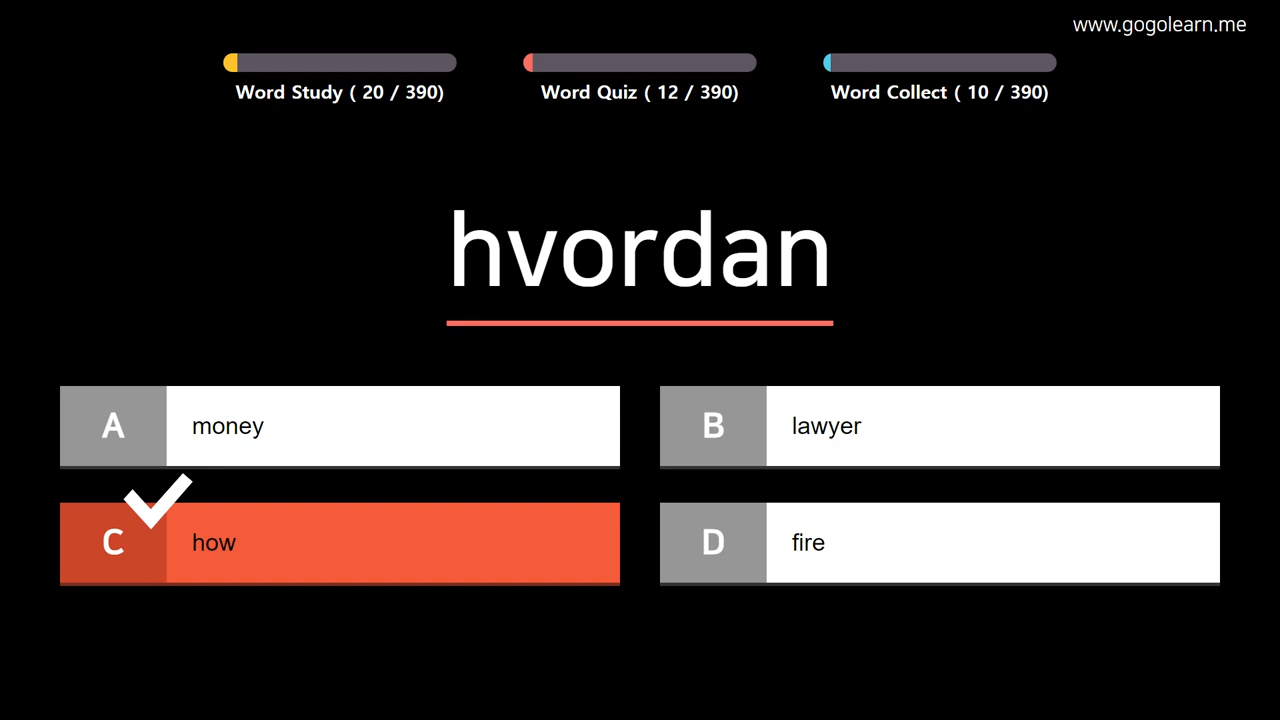 www.gogolearn.me
Word Study ( 20 / 390)
Word Quiz ( 12 / 390)
Word Collect ( 10 / 390)
hvordan
A money
B lawyer
C how
D fire